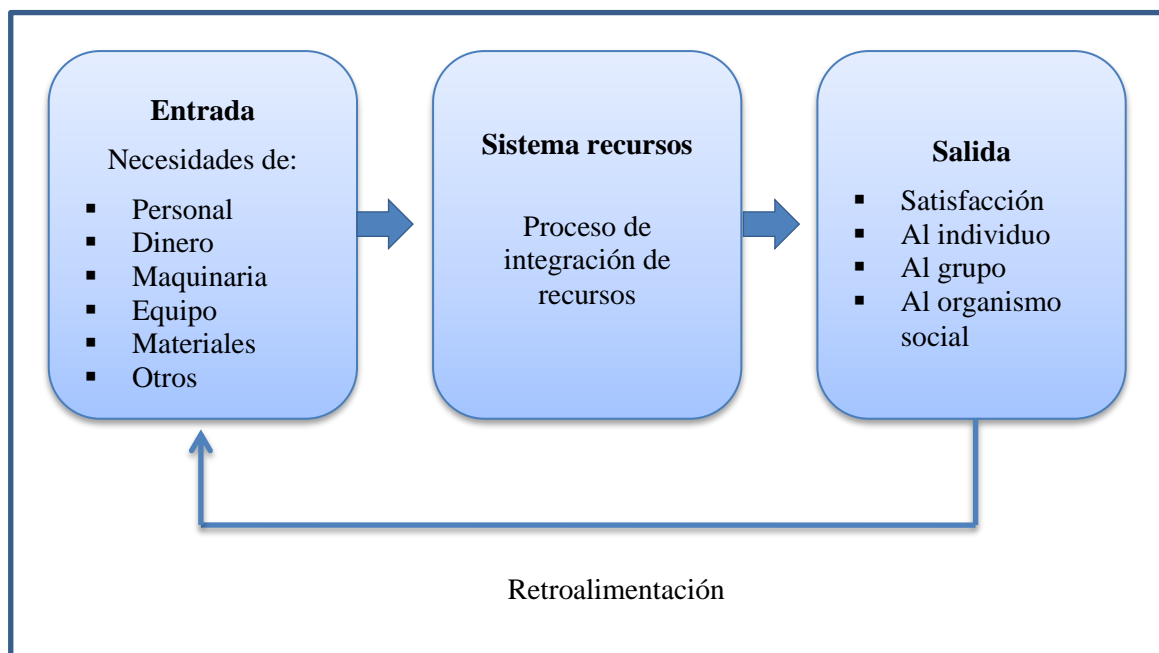 Entrada
Necesidades de:
▪ Personal
▪ Dinero
▪ Maquinaria
▪ Equipo
▪ Materiales
▪ Otros
Sistema recursos
Proceso de
integración de
recursos
Salida
▪ Satisfacción
▪ Al individuo
▪ Al grupo
▪ Al organismo
social
Retroalimentación